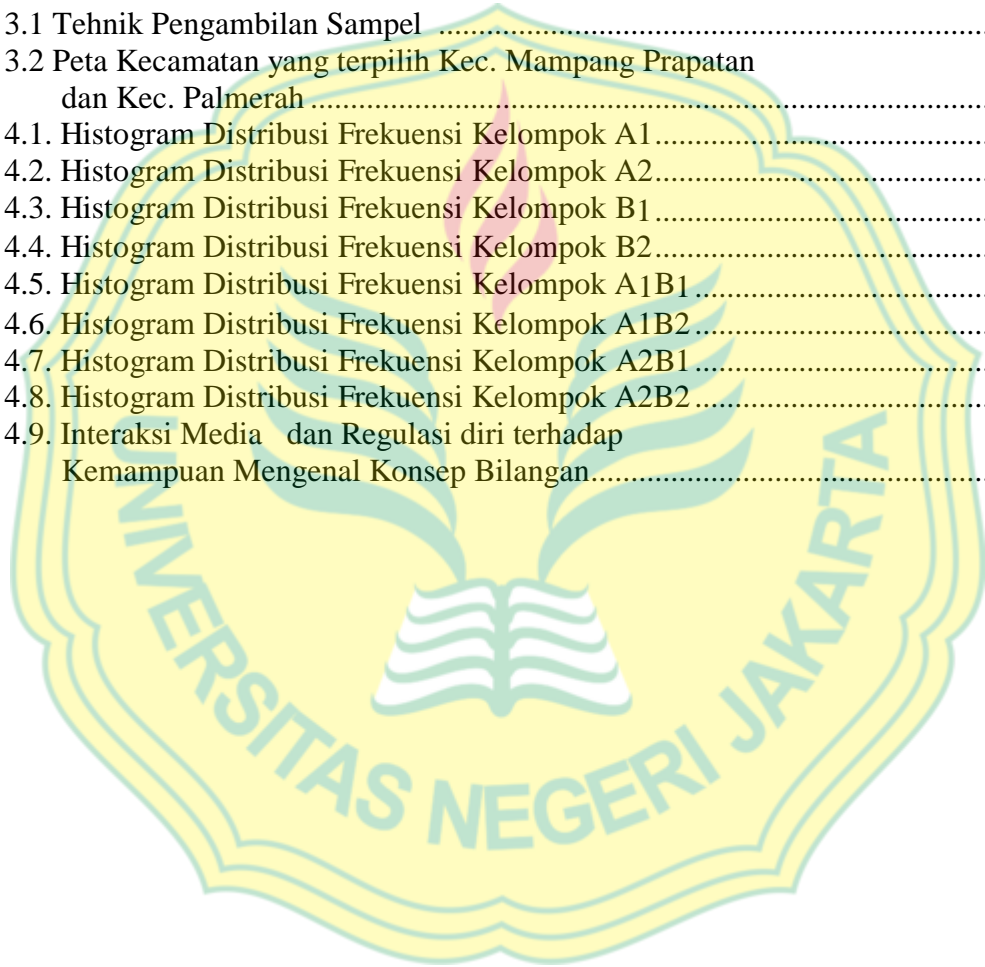 3.1 Tehnik Pengambilan Sampel ..............................................................
3.2 Peta Kecamatan yang terpilih Kec. Mampang Prapatan
dan Kec. Palmerah..............................................................................
4.1. Histogram Distribusi Frekuensi Kelompok A1......................................
4.2. Histogram Distribusi Frekuensi Kelompok A2......................................
4.3. Histogram Distribusi Frekuensi Kelompok B1......................................
4.4. Histogram Distribusi Frekuensi Kelompok B2......................................
4.5. Histogram Distribusi Frekuensi Kelompok A1B1.................................
4.6. Histogram Distribusi Frekuensi Kelompok A1B2.................................
4.7. Histogram Distribusi Frekuensi Kelompok A2B1.................................
4.8. Histogram Distribusi Frekuensi Kelompok A2B2.................................
4.9. Interaksi Media dan Regulasi diri terhadap
Kemampuan Mengenal Konsep Bilangan.............................................
UNIVERSITAS NEGERI JAKARTA